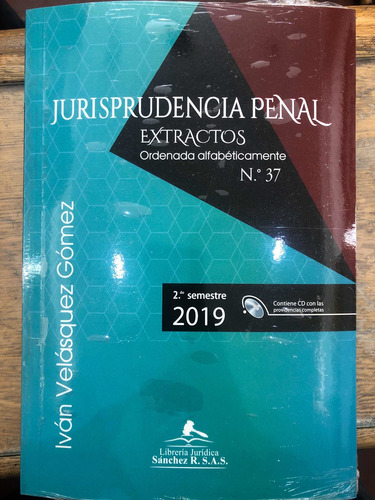 JURISPRUDENCIA PENAL
EXTRACTOS
Ordenada alfabéticamente
N.° 37
Iván Velásquez Gómez
2.do semestre
2019
Contiene CD con las
providencias completas
Librería Jurídica
Sánchez R. S.A.S.